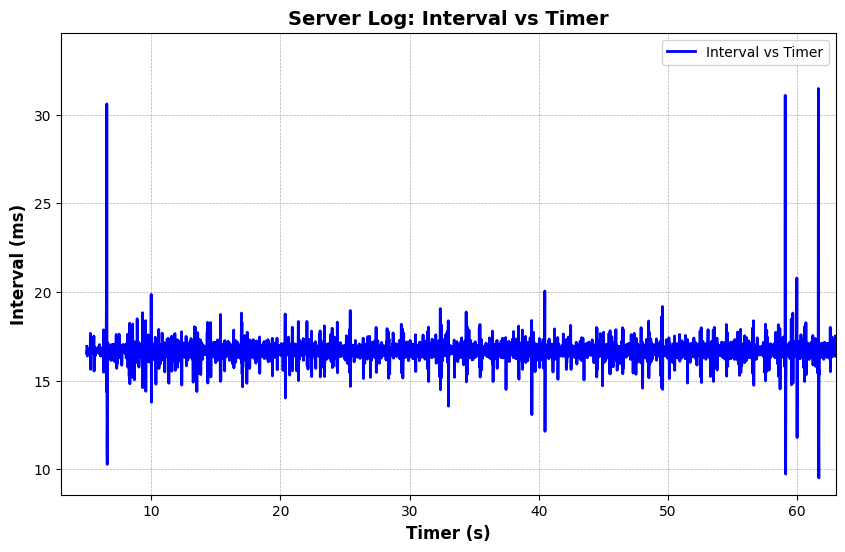 Server Log: Interval vs Timer
Interval vs Timer
30
25
20
15
10
Interval (ms)
10 20 30 40 50 60
Timer (s)